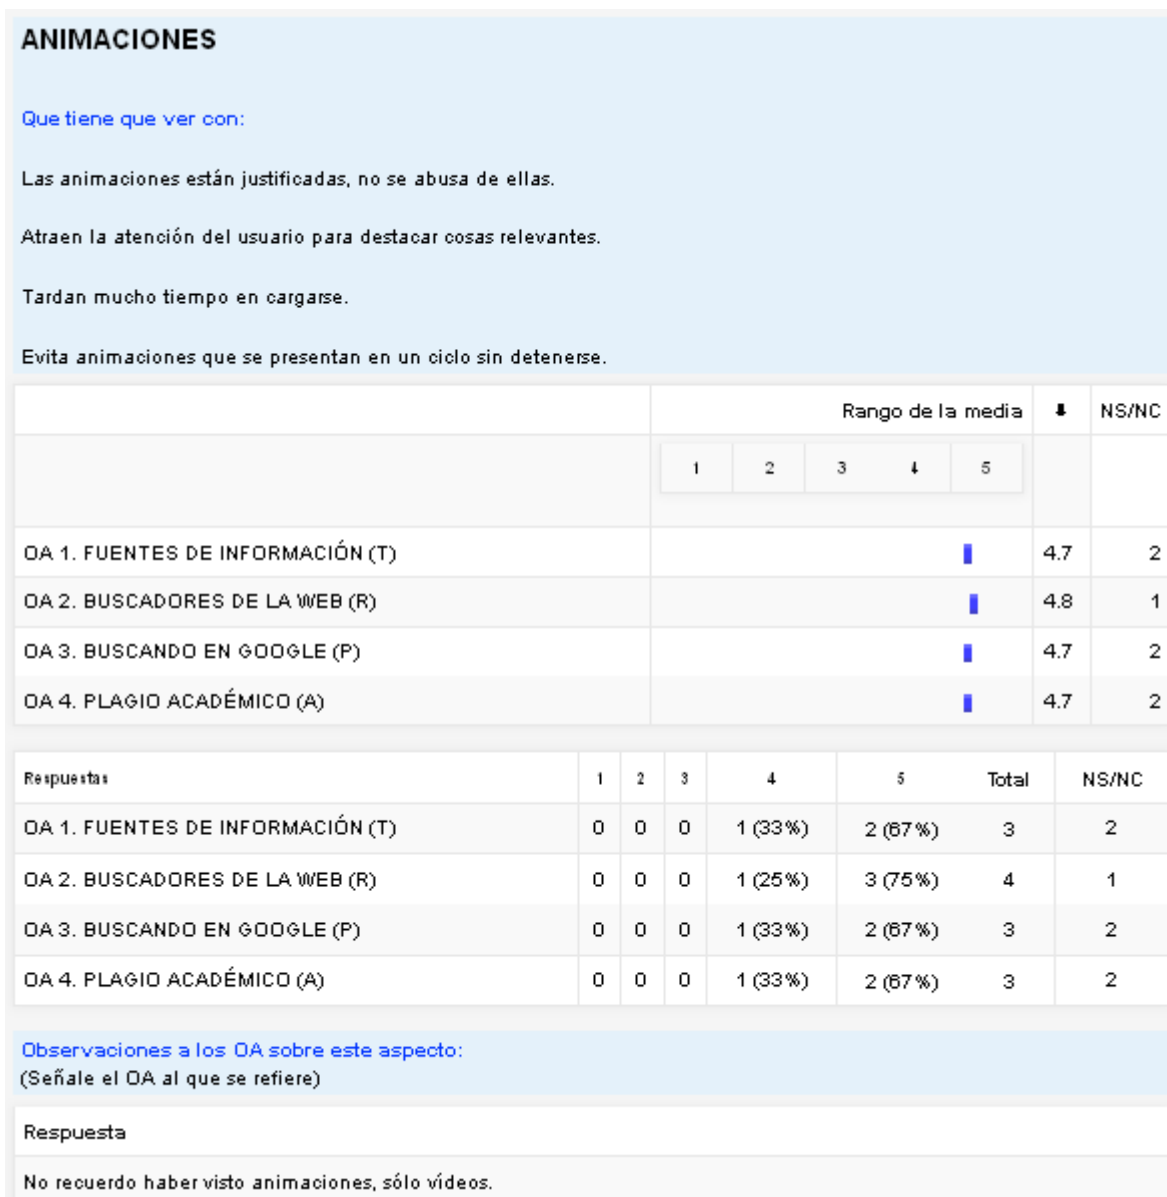 ANIMACIONES
Que tiene que ver con:
Las animaciones están justificadas, no se abusa de ellas.
Atraen la atención del usuario para destacar cosas relevantes.
Tardan mucho tiempo en cargarse.
Evita animaciones que se presentan en un ciclo sin detenerse.
Rango de la media ⬇ NS/NC
1 2 3 4 5
OA 1. FUENTES DE INFORMACIÓN (T) 4.7 2
OA 2. BUSCADORES DE LA WEB (R) 4.8 1
OA 3. BUSCANDO EN GOOGLE (P) 4.7 2
OA 4. PLAGIO ACADÉMICO (A) 4.7 2
Respuestas 1 2 3 4 5 Total NS/NC
OA 1. FUENTES DE INFORMACIÓN (T) 0 0 0 1 (33%) 2 (67%) 3 2
OA 2. BUSCADORES DE LA WEB (R) 0 0 0 1 (25%) 3 (75%) 4 1
OA 3. BUSCANDO EN GOOGLE (P) 0 0 0 1 (33%) 2 (67%) 3 2
OA 4. PLAGIO ACADÉMICO (A) 0 0 0 1 (33%) 2 (67%) 3 2
Observaciones a los OA sobre este aspecto:
(Señale el OA al que se refiere)
Respuesta
No recuerdo haber visto animaciones, sólo vídeos.